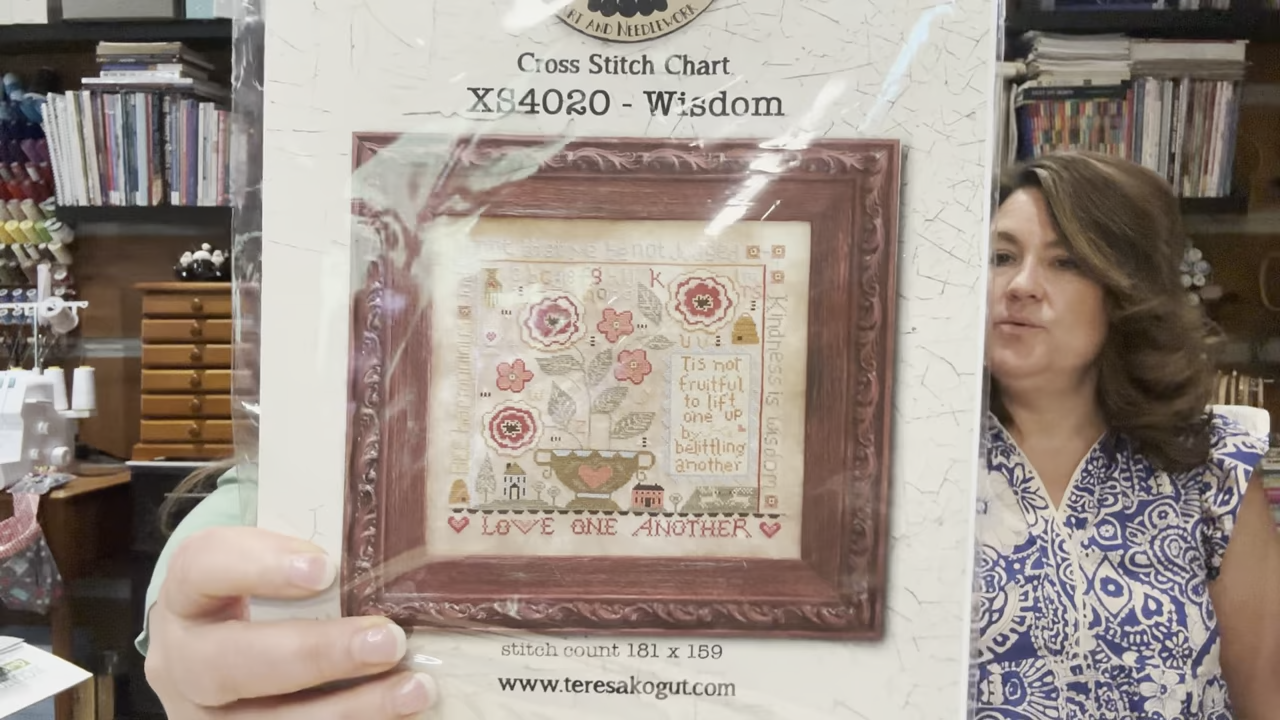 ART AND NEEDLEWORK
Cross Stitch Chart
XS4020 - Wisdom
Kindness is wisdom
Tis not
fruitful
to lift
one up
by
belittling
another
LOVE ONE ANOTHER
stitch count 181 x 159
www.teresakogut.com